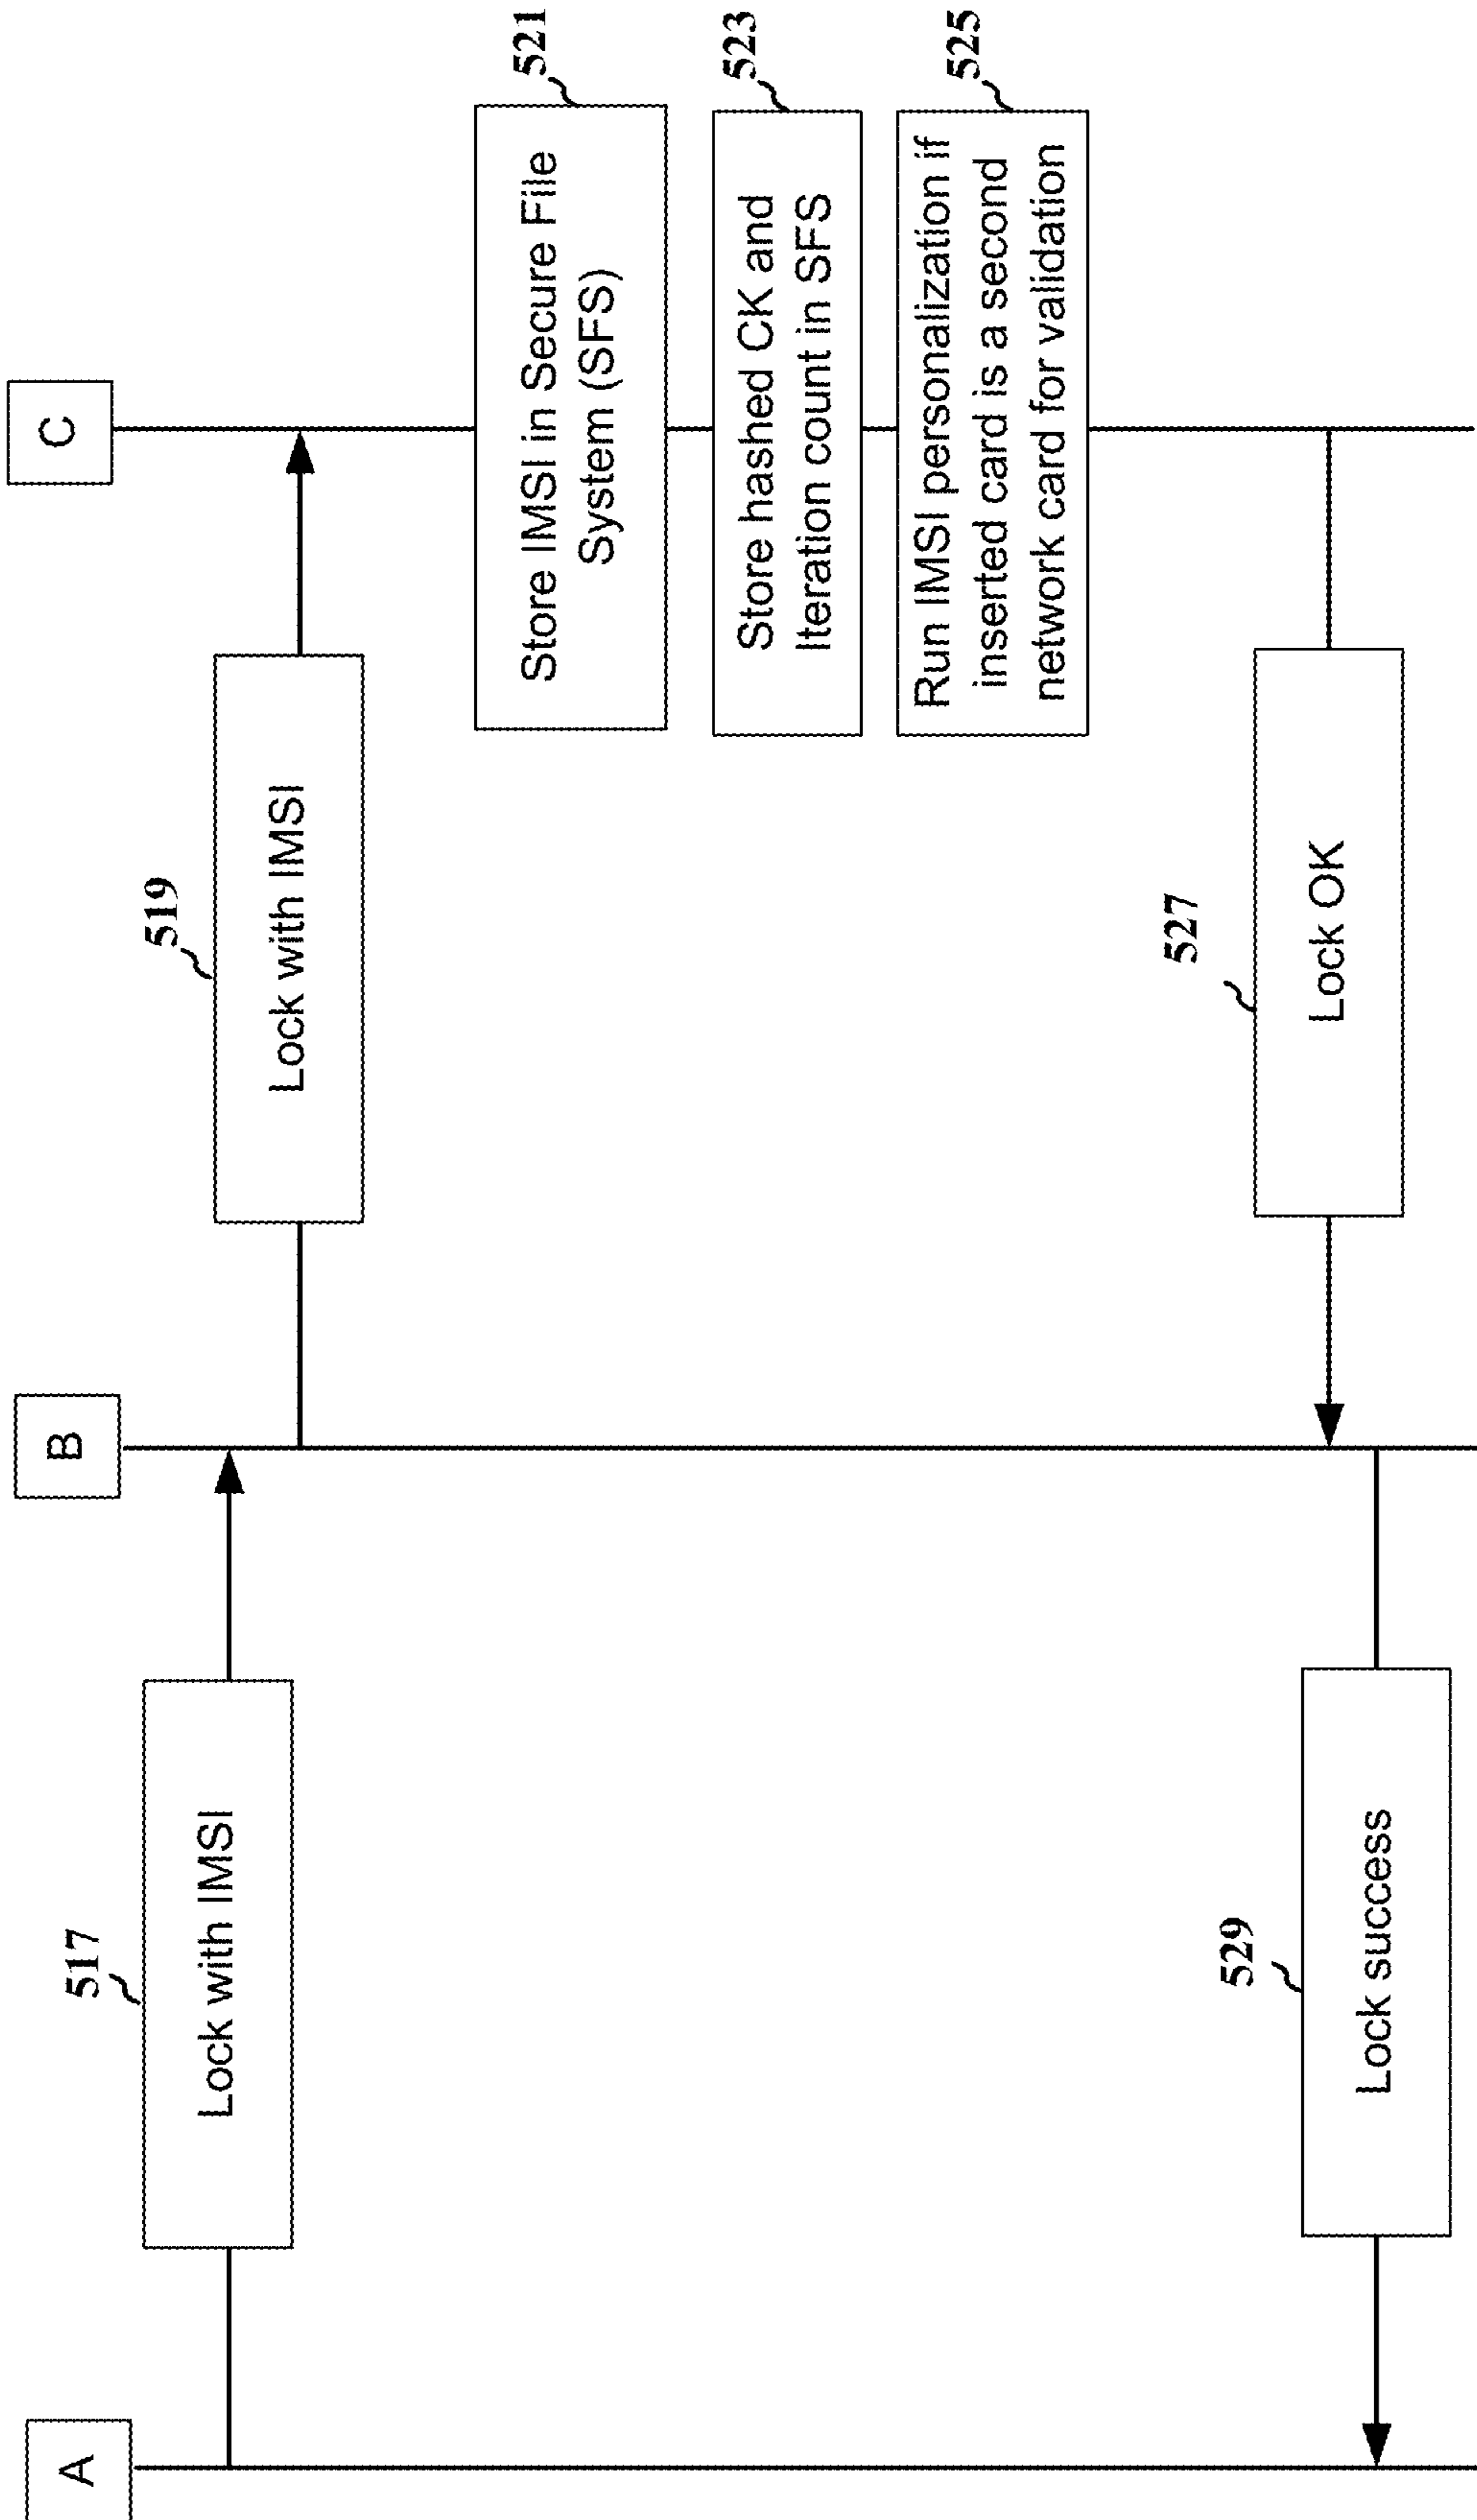 A
B
C
517
Lock with IMSI
519
Lock with IMSI
521
Store IMSI in Secure File
System (SFS)
523
Store hashed CK and
Iteration count in SFS
525
Run IMSI personalization if
inserted card is a second
network card for validation
527
Lock OK
529
Lock success